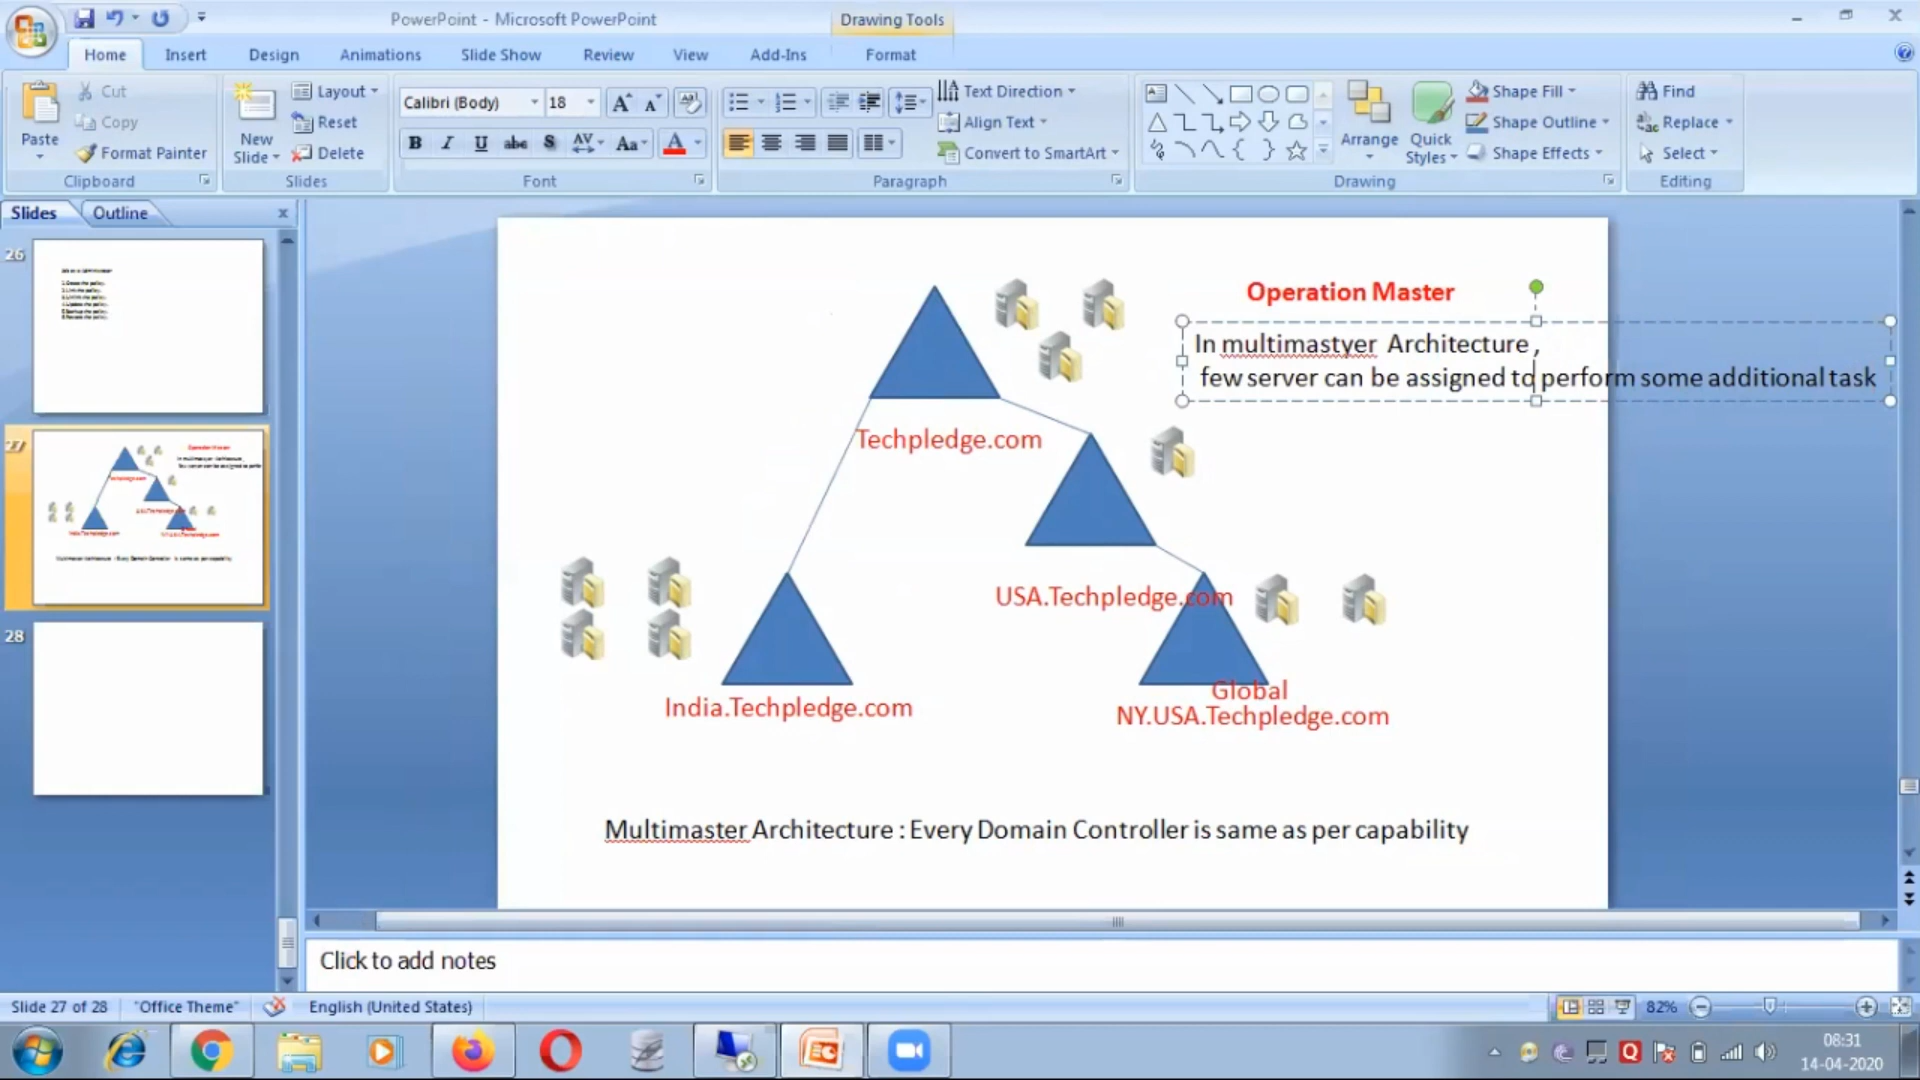 PowerPoint - Microsoft PowerPoint
Drawing Tools
Home
Insert
Design
Animations
Slide Show
Review
View
Add-Ins
Format
Paste
Cut
Copy
Format Painter
Clipboard
New
Slide
Layout
Reset
Delete
Slides
Calibri (Body)
18
Font
Text Direction
Align Text
Convert to SmartArt
Paragraph
Arrange
Quick
Styles
Shape Fill
Shape Outline
Shape Effects
Drawing
Find
Replace
Select
Editing
Slides
Outline
26
27
28
Operation Master
In multimastyer Architecture ,
few server can be assigned to perform some additional task
Techpledge.com
USA.Techpledge.com
India.Techpledge.com
Global
NY.USA.Techpledge.com
Multimaster Architecture : Every Domain Controller is same as per capability
Click to add notes
Slide 27 of 28
"Office Theme"
English (United States)
82%
08:31
14-04-2020